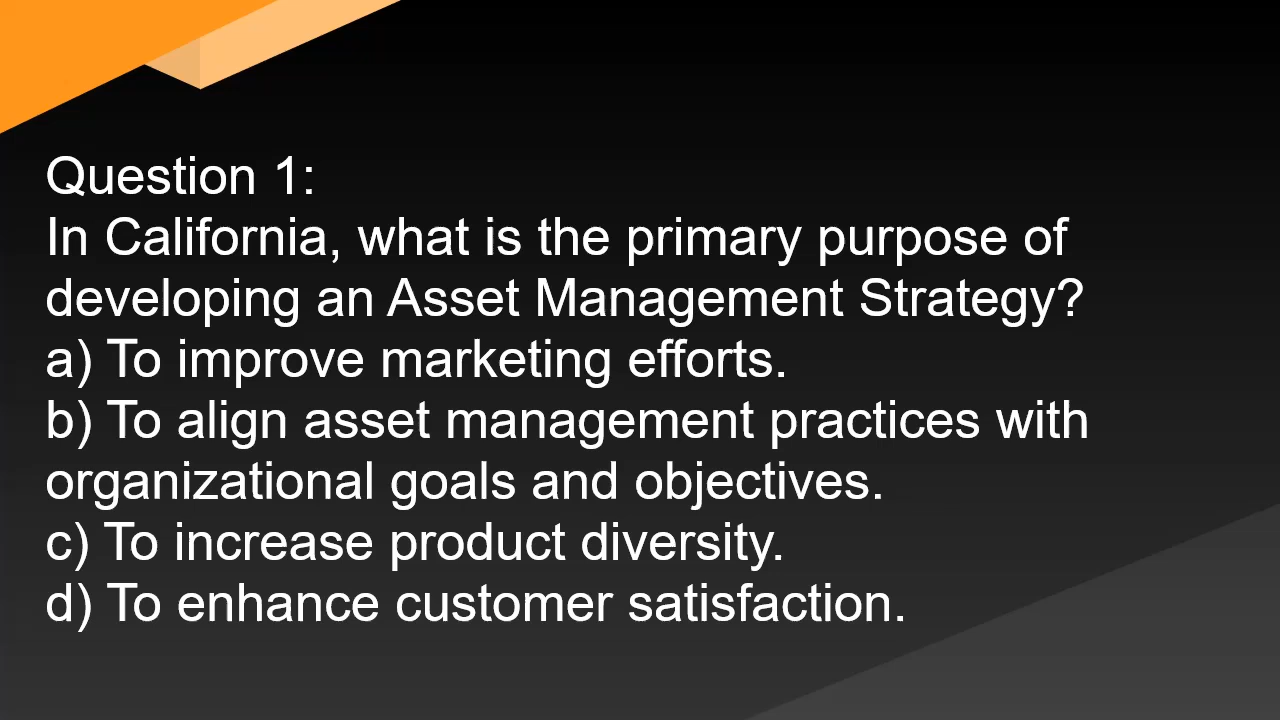 Question 1:
In California, what is the primary purpose of
developing an Asset Management Strategy?
a) To improve marketing efforts.
b) To align asset management practices with
organizational goals and objectives.
c) To increase product diversity.
d) To enhance customer satisfaction.